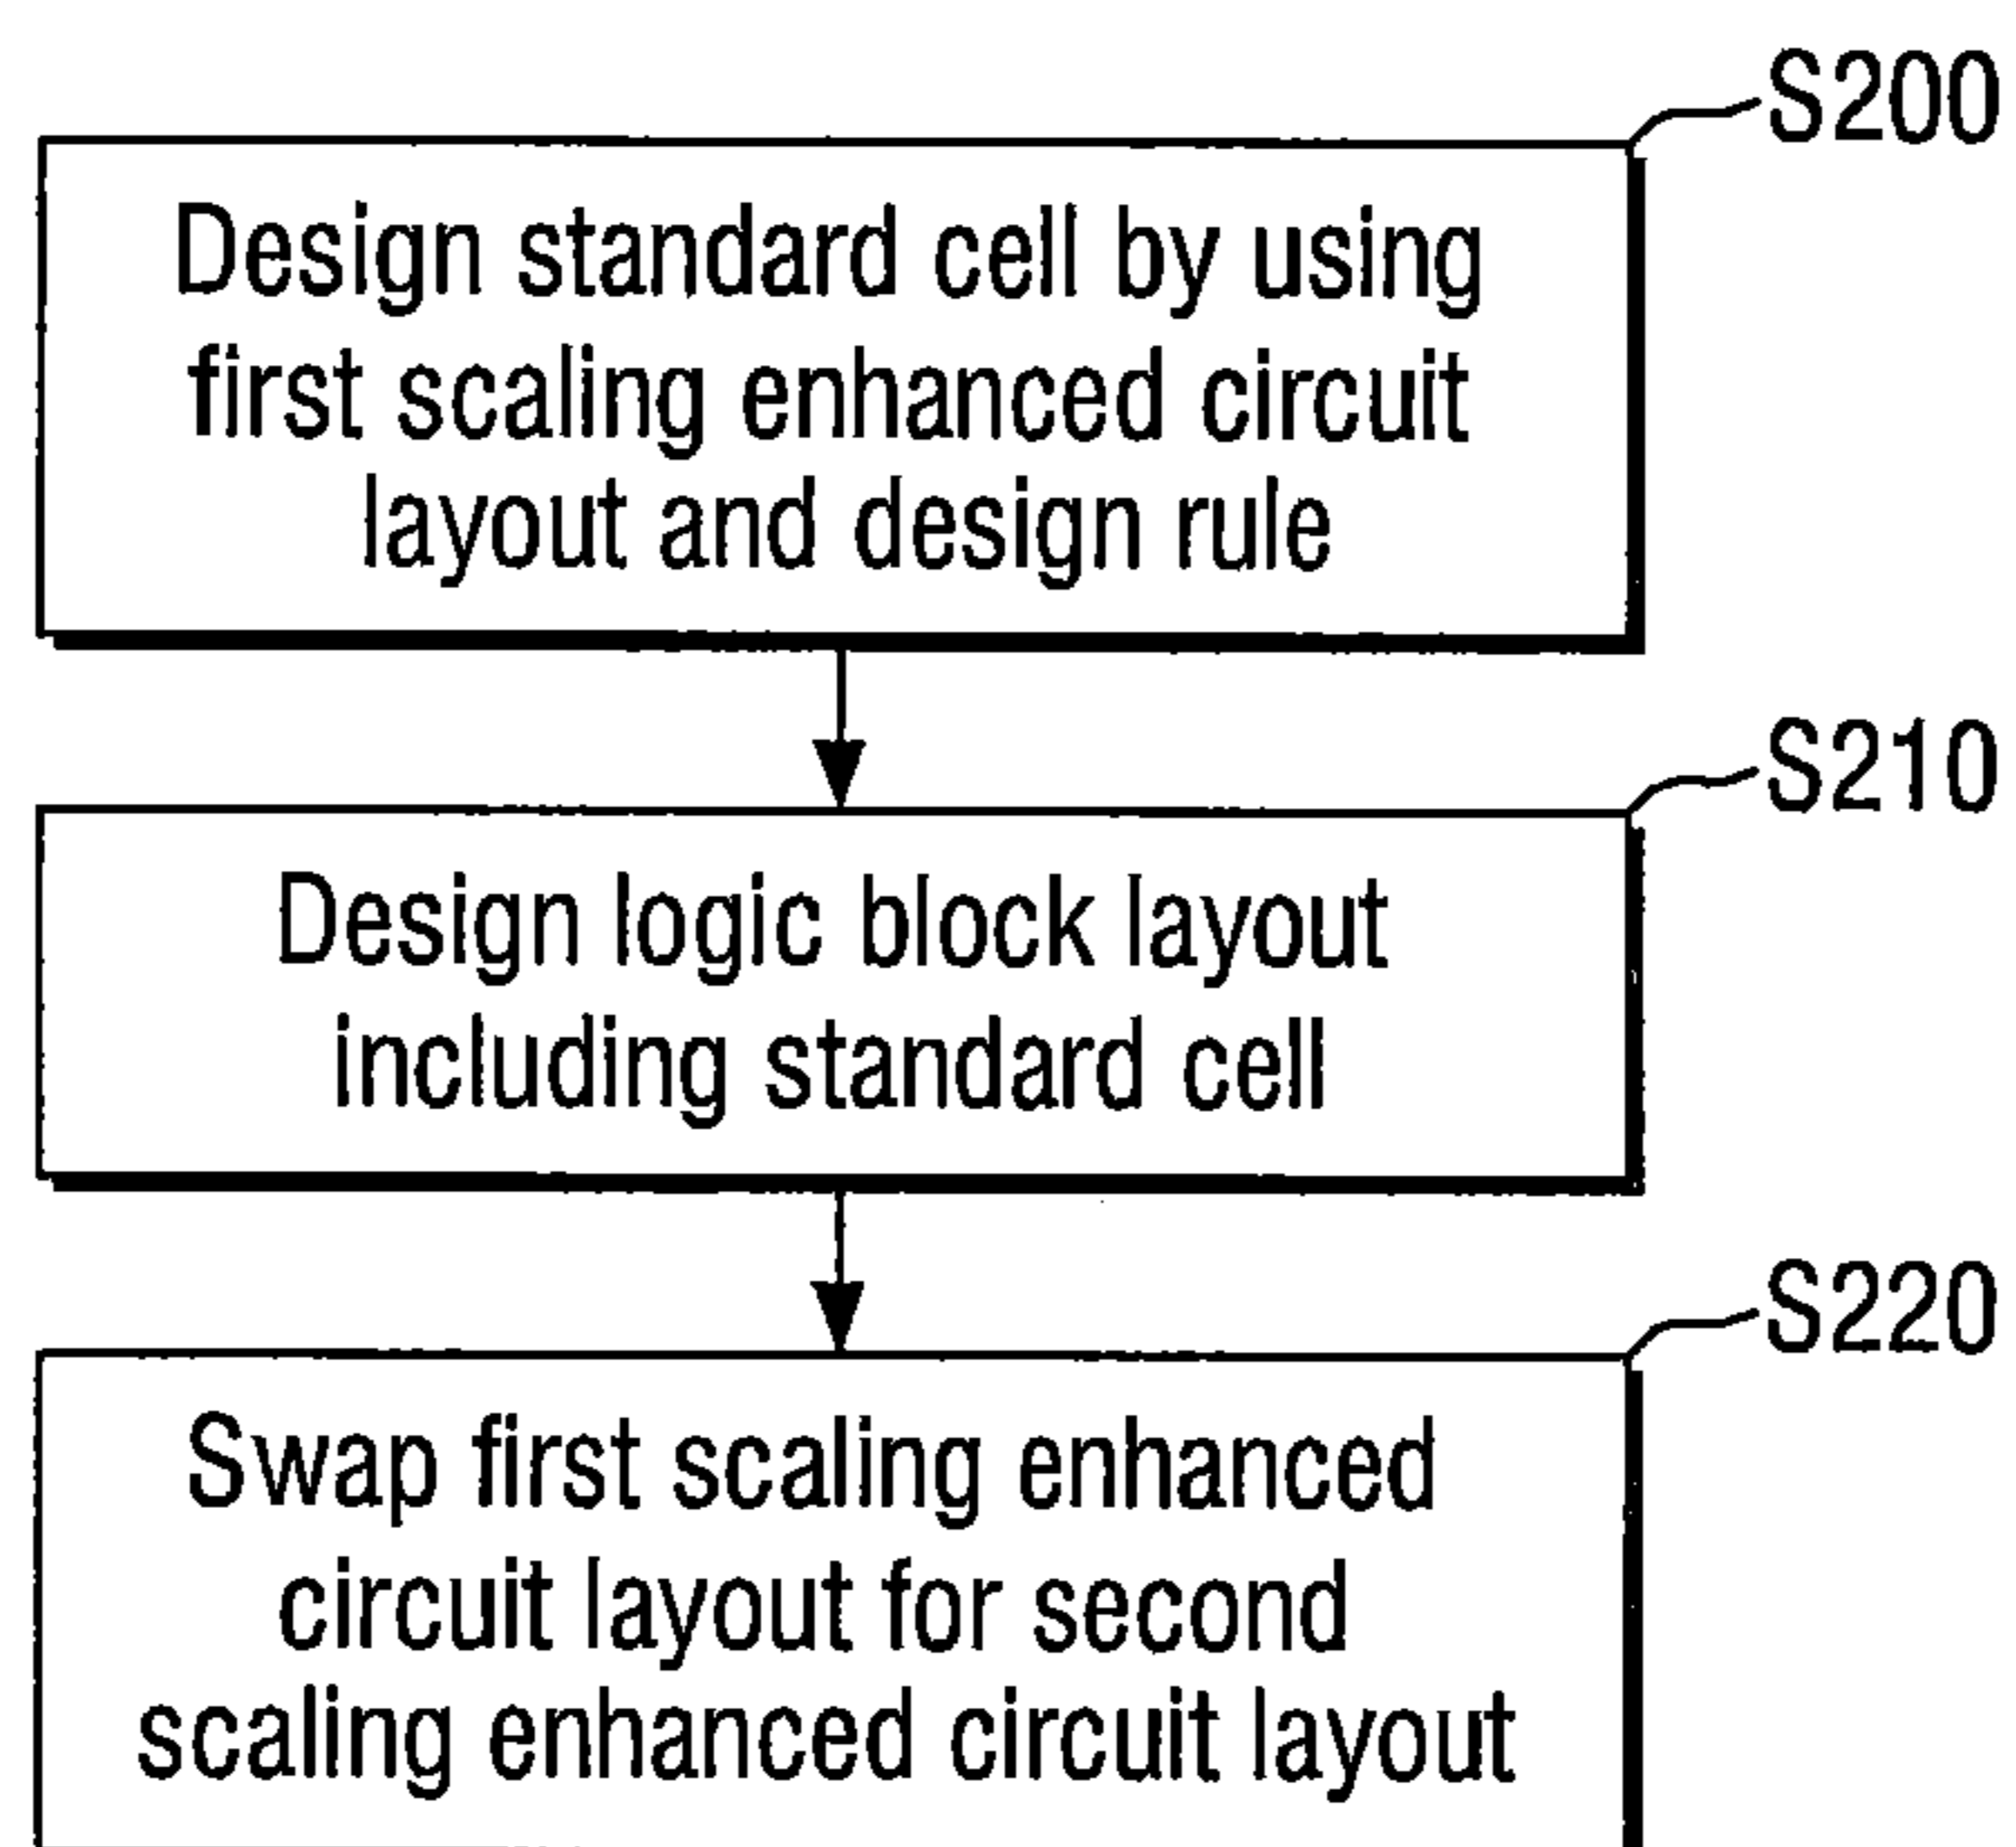 S200
Design standard cell by using
first scaling enhanced circuit
layout and design rule
S210
Design logic block layout
including standard cell
S220
Swap first scaling enhanced
circuit layout for second
scaling enhanced circuit layout